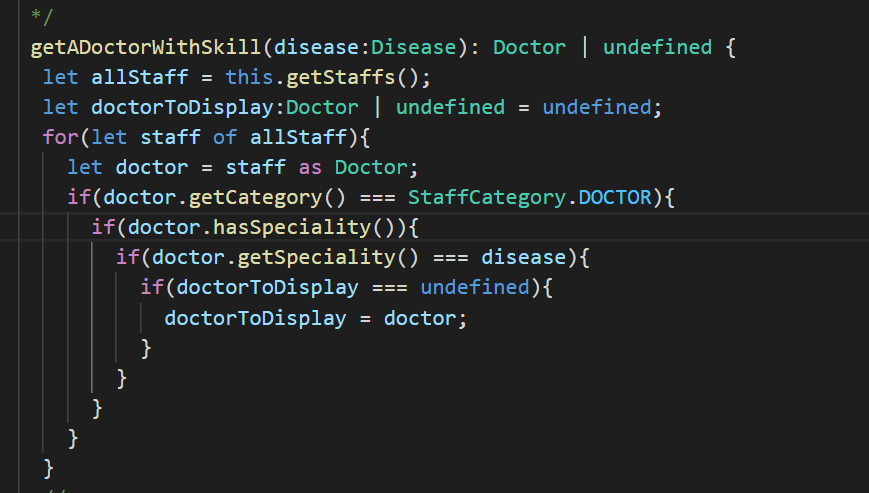 */
getADoctorWithSkill(disease:Disease): Doctor | undefined {
let allStaff = this.getStaffs();
let doctorToDisplay:Doctor | undefined = undefined;
for(let staff of allStaff){
let doctor = staff as Doctor;
if(doctor.getCategory() === StaffCategory.DOCTOR){
if(doctor.hasSpeciality()){
if(doctor.getSpeciality() === disease){
if(doctorToDisplay === undefined){
doctorToDisplay = doctor;
}
}
}
}
}